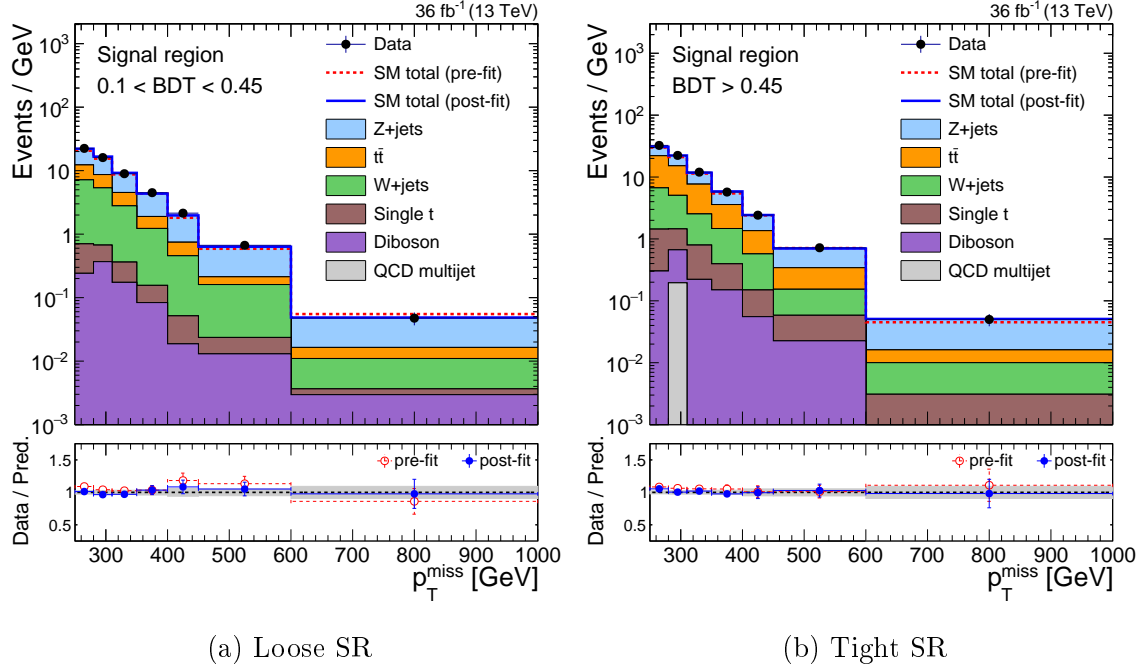 36 fb⁻¹ (13 TeV)
Events / GeV
10³
10²
10
1
10⁻¹
10⁻²
10⁻³
Signal region
0.1 < BDT < 0.45
Data
SM total (pre-fit)
SM total (post-fit)
Z+jets
tt̄
W+jets
Single t
Diboson
QCD multijet
Data / Pred.
1.5
1
0.5
pre-fit
post-fit
300 400 500 600 700 800 900 1000
p_T^miss [GeV]
(a) Loose SR
36 fb⁻¹ (13 TeV)
Events / GeV
10³
10²
10
1
10⁻¹
10⁻²
10⁻³
Signal region
BDT > 0.45
Data
SM total (pre-fit)
SM total (post-fit)
Z+jets
tt̄
W+jets
Single t
Diboson
QCD multijet
Data / Pred.
1.5
1
0.5
pre-fit
post-fit
300 400 500 600 700 800 900 1000
p_T^miss [GeV]
(b) Tight SR